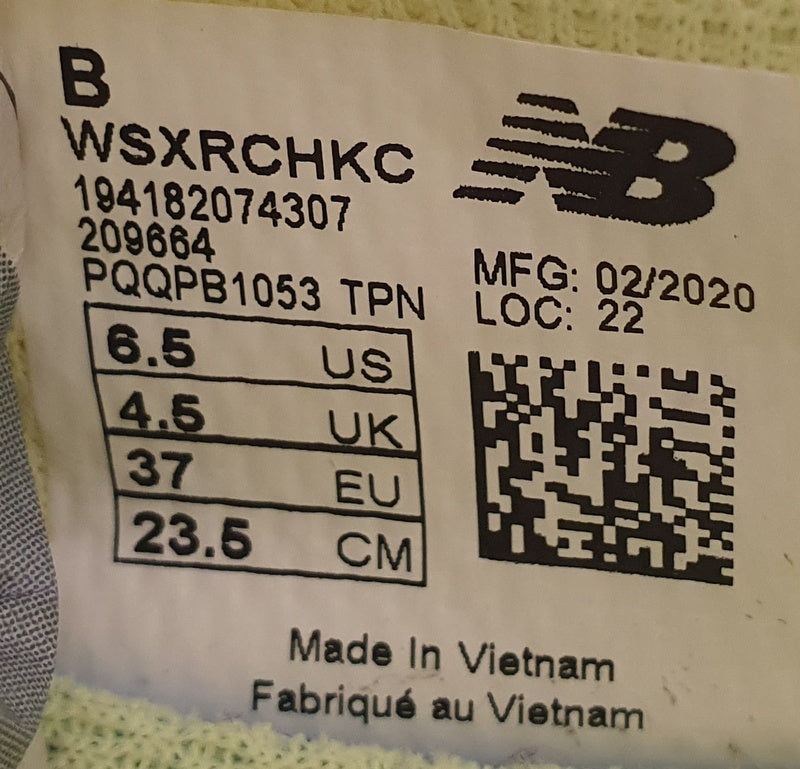 B
WSXRCHKC
194182074307
209664
PQQPB1053 TPN
6.5 US
4.5 UK
37 EU
23.5 CM
NB
MFG: 02/2020
LOC: 22
Made In Vietnam
Fabriqué au Vietnam